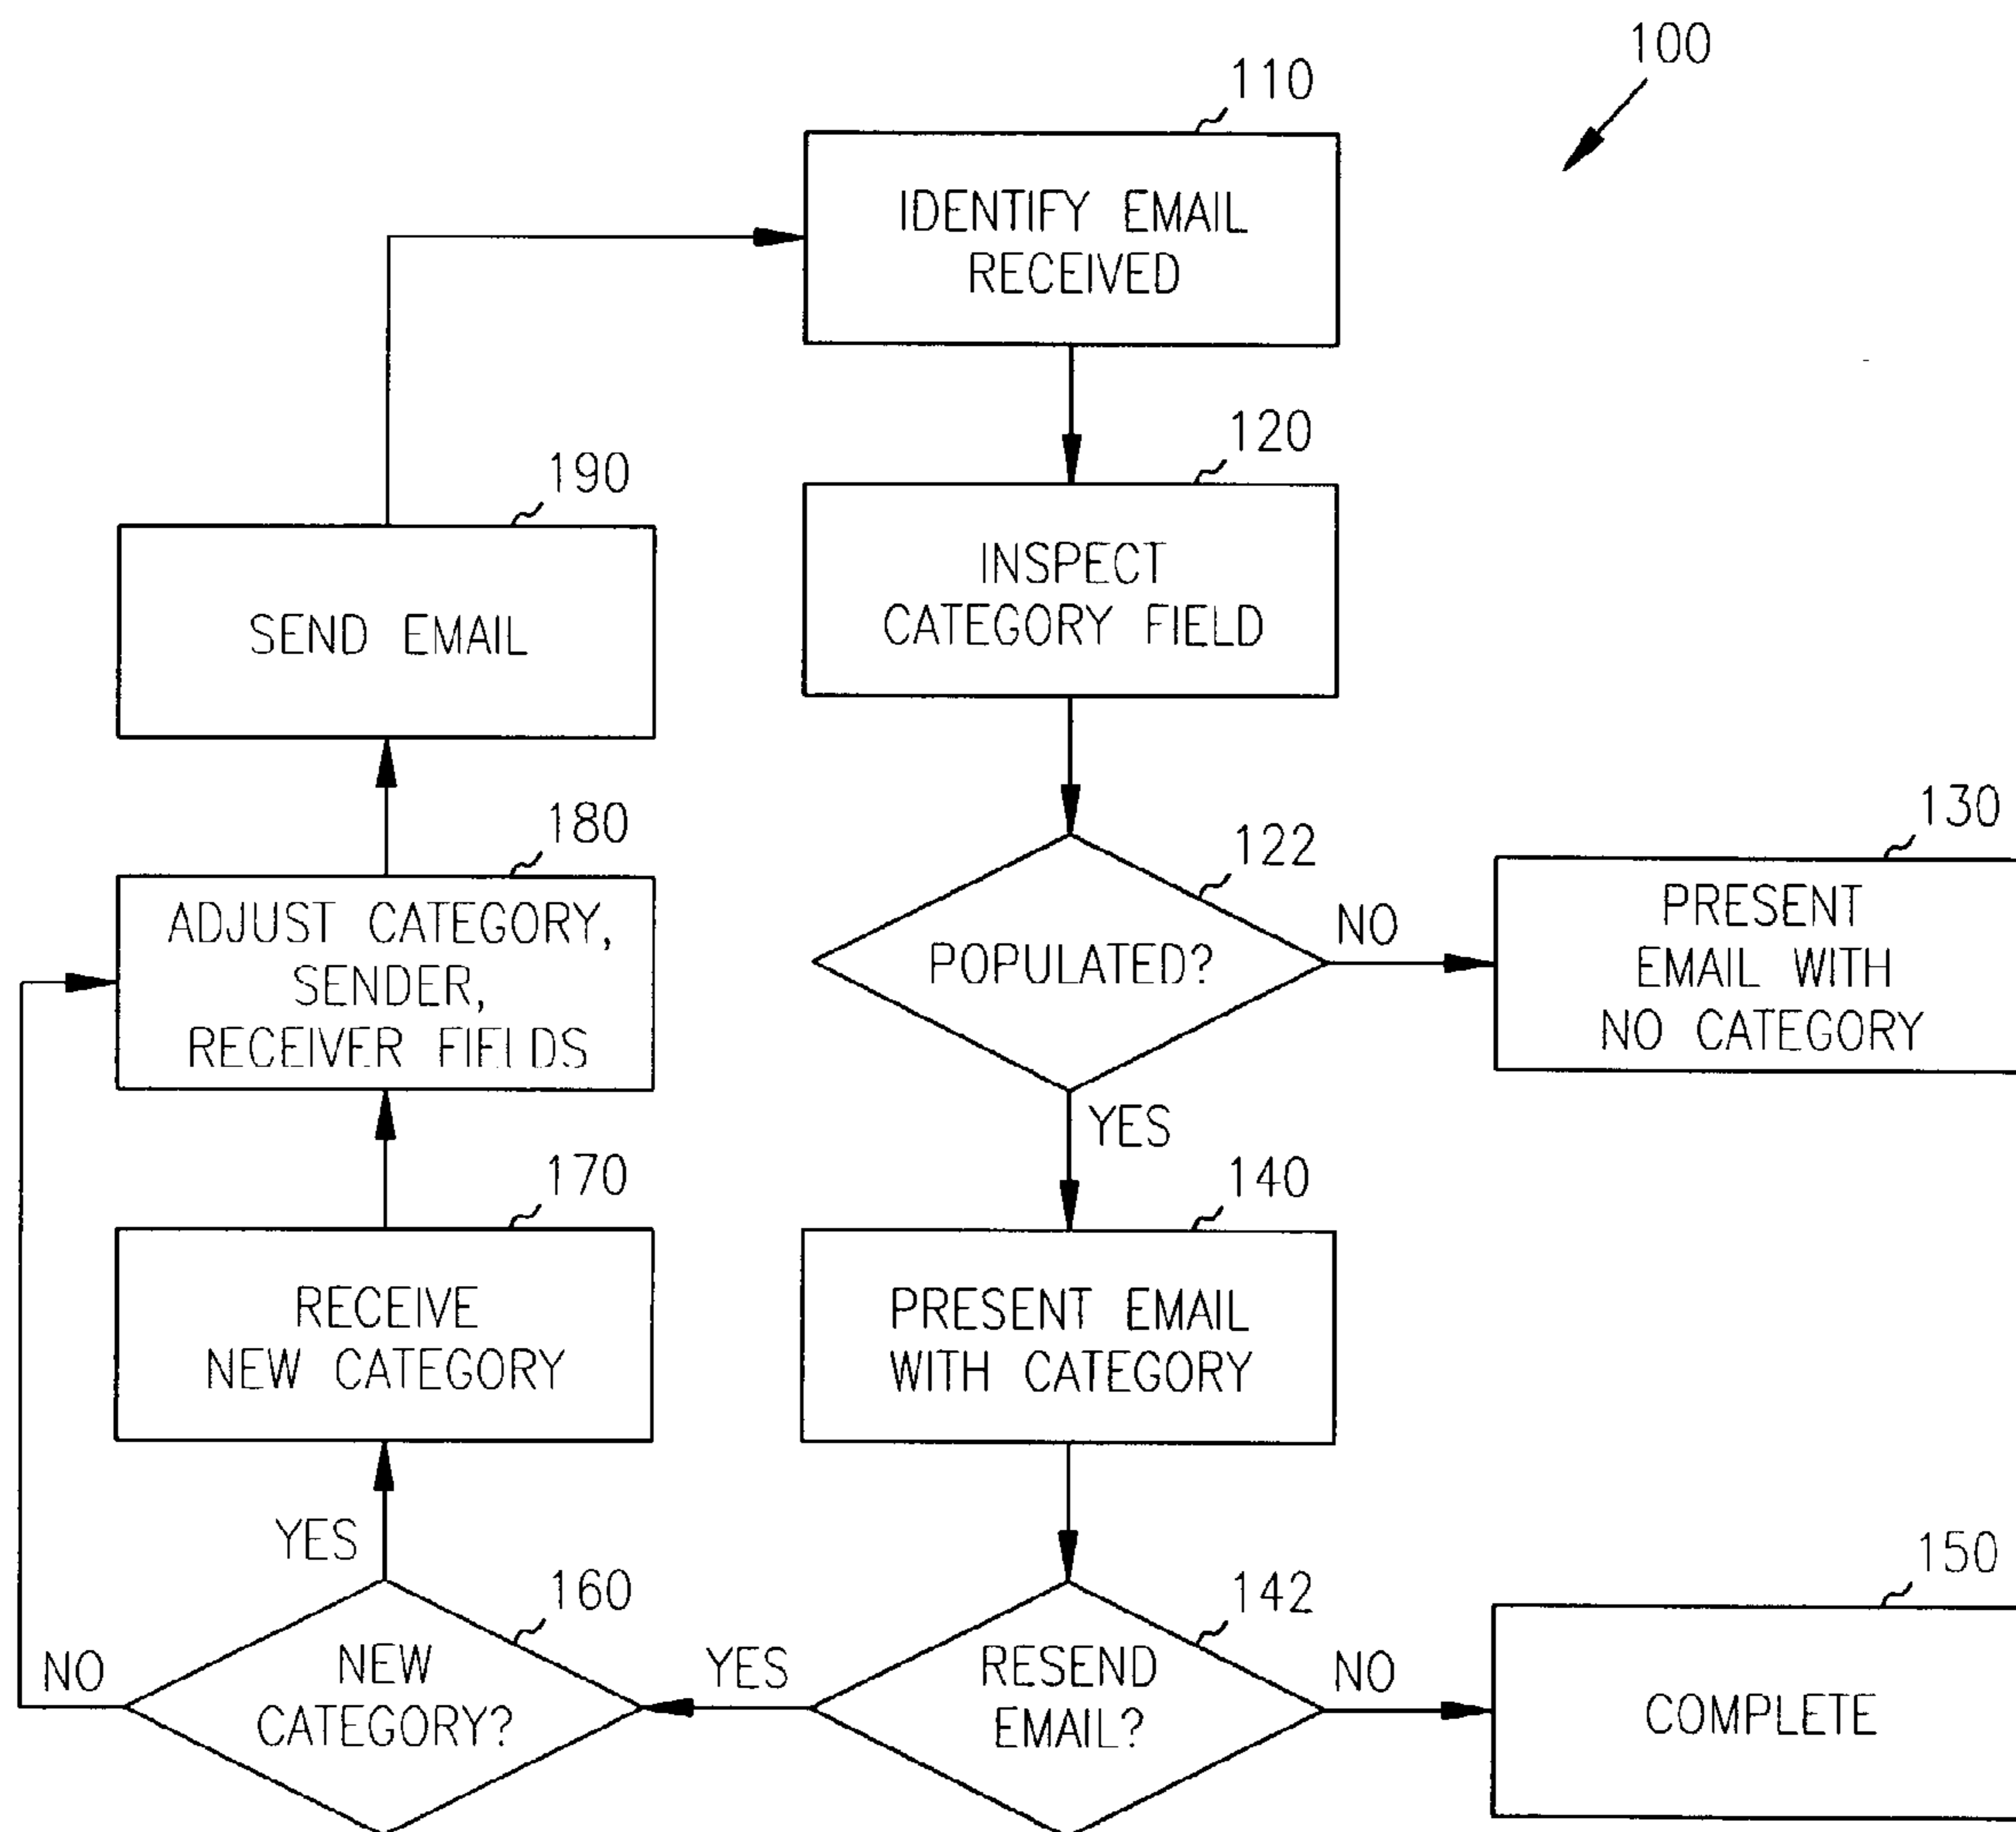 100
110
IDENTIFY EMAIL
RECEIVED
120
INSPECT
CATEGORY FIELD
122
POPULATED?
NO
130
PRESENT
EMAIL WITH
NO CATEGORY
YES
140
PRESENT EMAIL
WITH CATEGORY
142
RESEND
EMAIL?
NO
150
COMPLETE
YES
160
NEW
CATEGORY?
NO
YES
170
RECEIVE
NEW CATEGORY
180
ADJUST CATEGORY,
SENDER,
RECEIVER FIELDS
190
SEND EMAIL